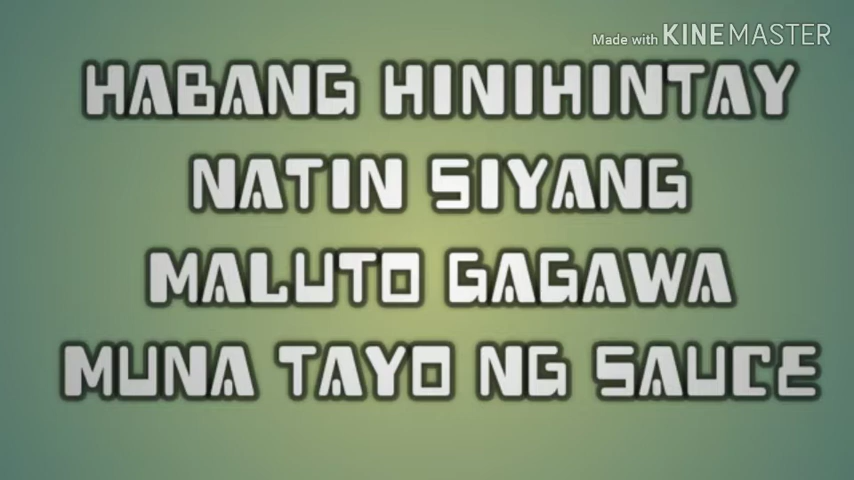 Made with KINEMASTER
HABANG HINIHINTAY
NATIN SIYANG
MALUTO GAGAWA
MUNA TAYO NG SAUCE